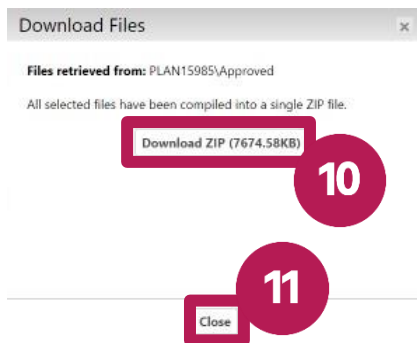 Download Files ×
Files retrieved from: PLAN15985\Approved
All selected files have been compiled into a single ZIP file.
Download ZIP (7674.58KB)
10
11
Close